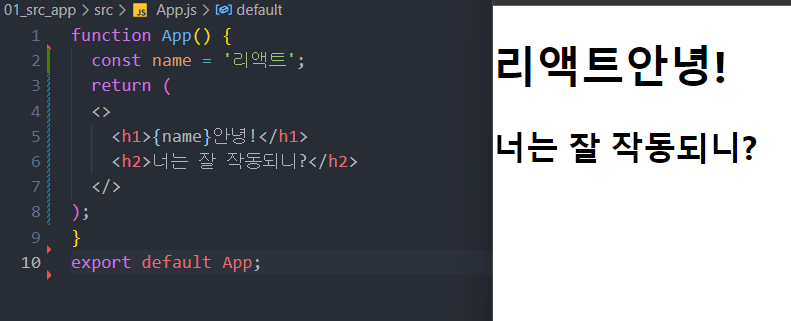 01_src_app > src > JS App.js > default
1 function App() {
2 const name = '리액트';
3 return (
4 <>
5 <h1>{name}안녕!</h1>
6 <h2>너는 잘 작동되니?</h2>
7 </>
8 );
9 }
10 export default App;
리액트안녕!
너는 잘 작동되니?